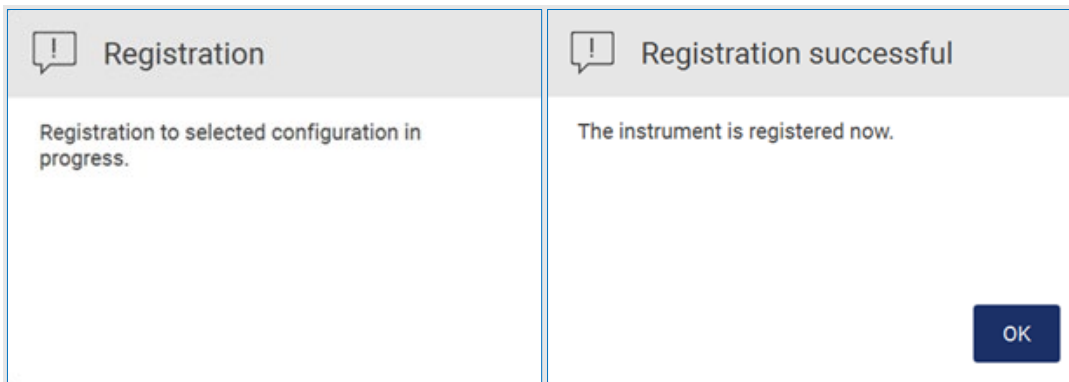 Registration
Registration to selected configuration in
progress.
Registration successful
The instrument is registered now.
OK